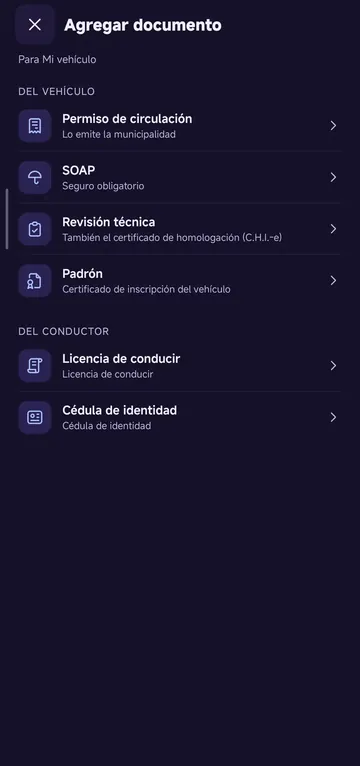 Agregar documento
Para Mi vehículo
DEL VEHÍCULO
Permiso de circulación
Lo emite la municipalidad
SOAP
Seguro obligatorio
Revisión técnica
También el certificado de homologación (C.H.I.-e)
Padrón
Certificado de inscripción del vehículo
DEL CONDUCTOR
Licencia de conducir
Licencia de conducir
Cédula de identidad
Cédula de identidad